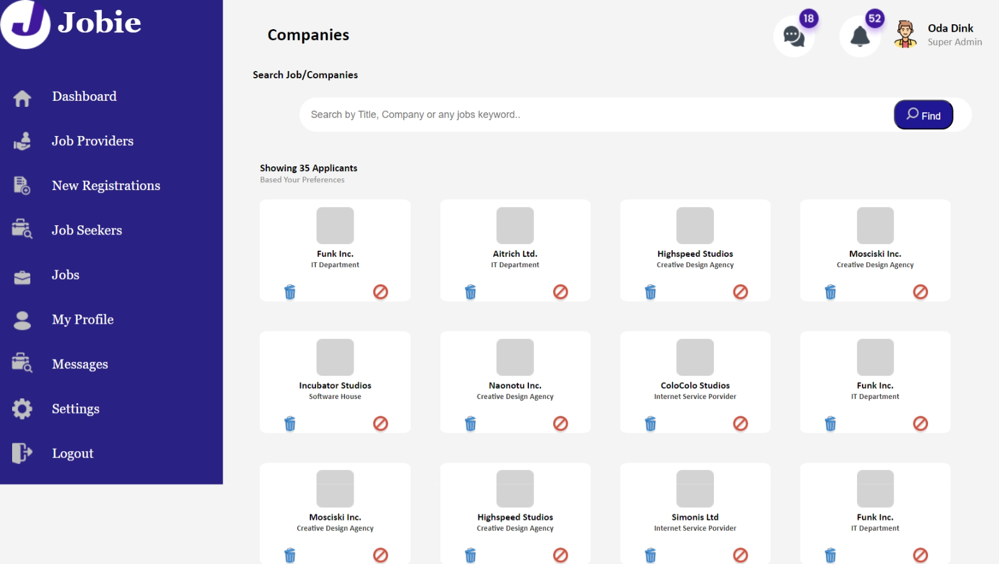 Jobie
Dashboard
Job Providers
New Registrations
Job Seekers
Jobs
My Profile
Messages
Settings
Logout
Companies
18
52
Oda Dink
Super Admin
Search Job/Companies
Search by Title, Company or any jobs keyword..
Find
Showing 35 Applicants
Based Your Preferences
Funk Inc.
IT Department
Aitrich Ltd.
IT Department
Highspeed Studios
Creative Design Agency
Mosciski Inc.
Creative Design Agency
Incubator Studios
Software House
Naonotu Inc.
Creative Design Agency
ColoColo Studios
Internet Service Porvider
Funk Inc.
IT Department
Mosciski Inc.
Creative Design Agency
Highspeed Studios
Creative Design Agency
Simonis Ltd
Internet Service Porvider
Funk Inc.
IT Department